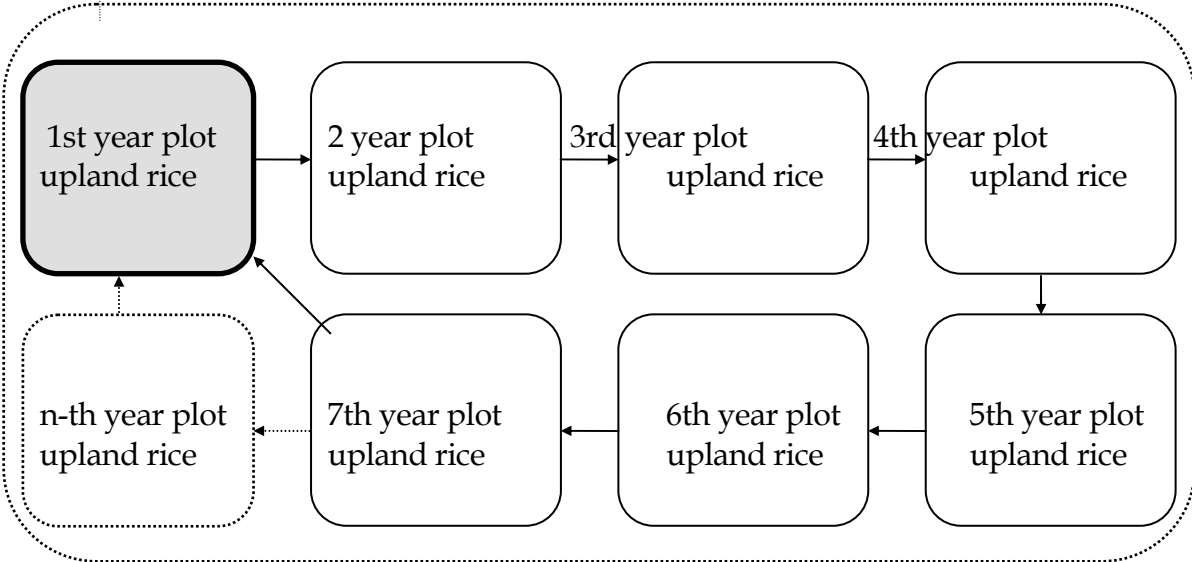 1st year plot
upland rice
2 year plot
upland rice
3rd year plot
upland rice
4th year plot
upland rice
n-th year plot
upland rice
7th year plot
upland rice
6th year plot
upland rice
5th year plot
upland rice